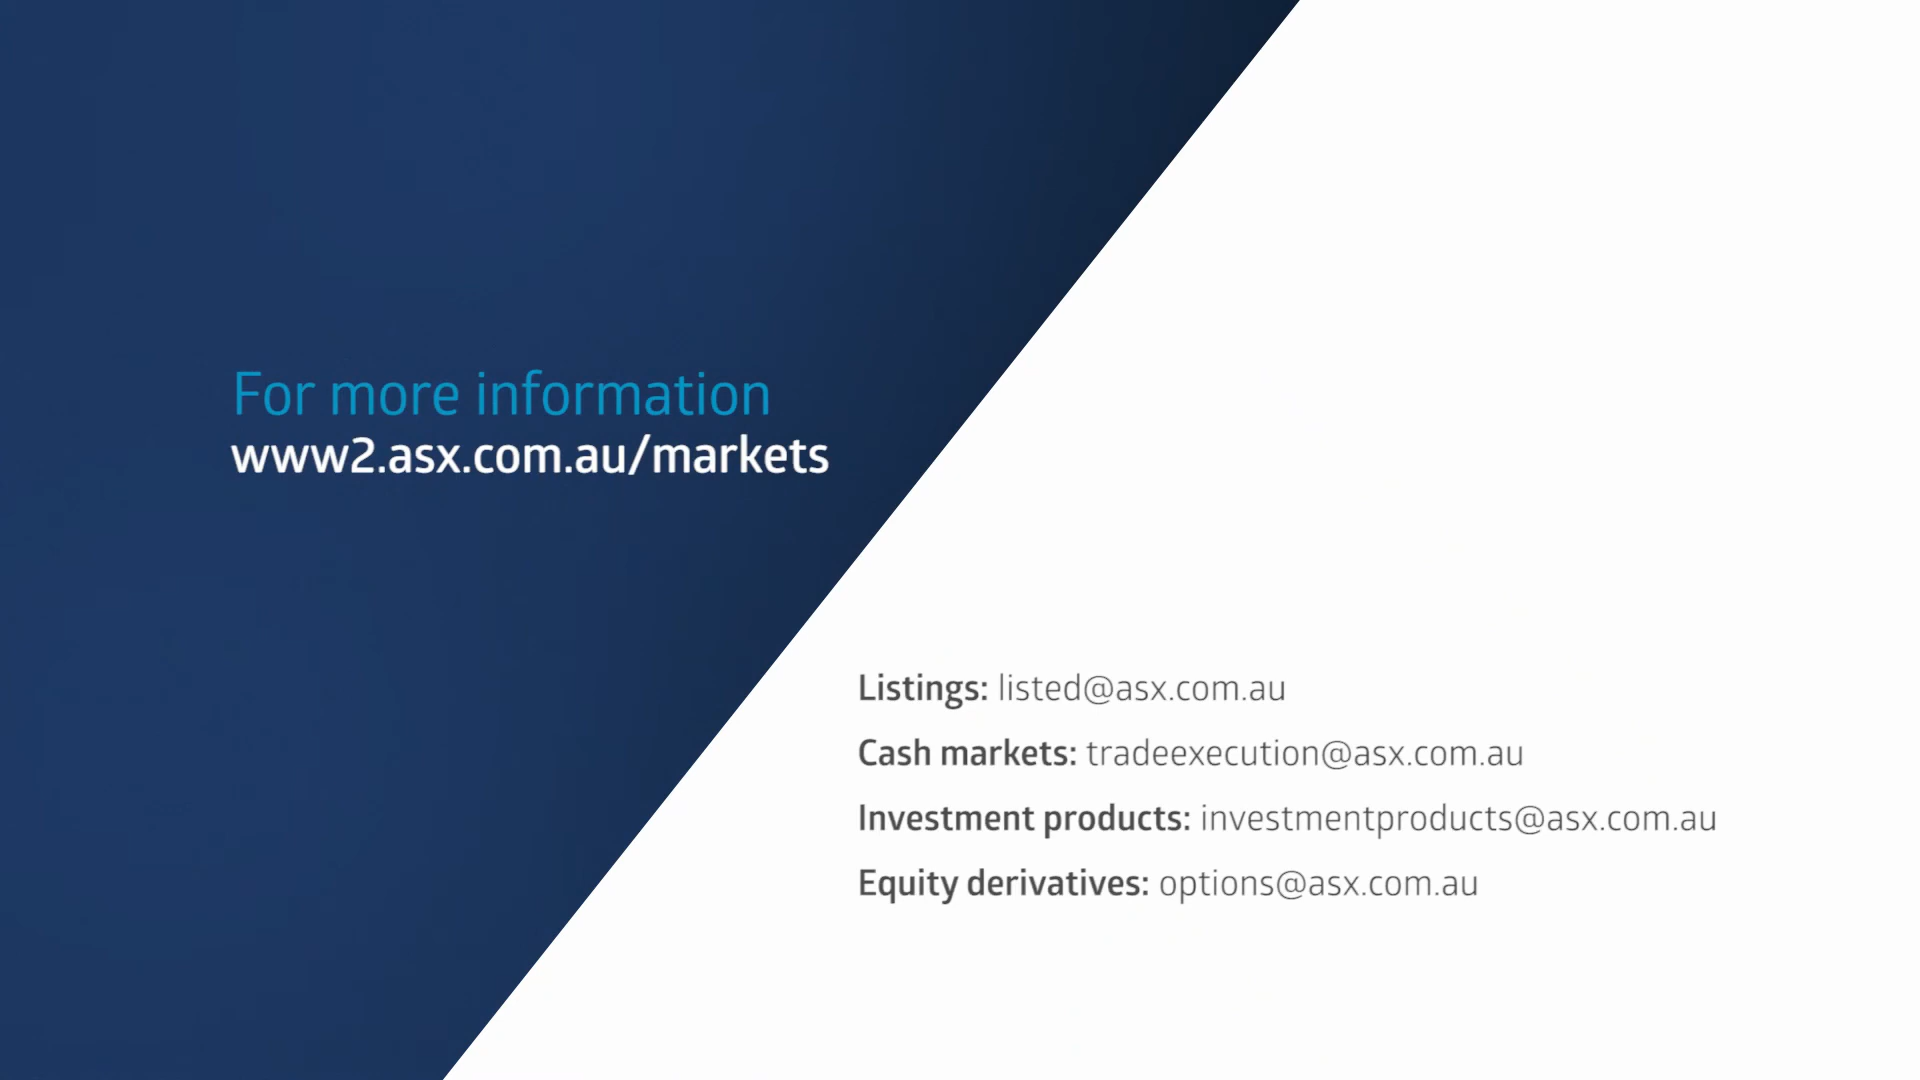 For more information
www2.asx.com.au/markets
Listings: listed@asx.com.au
Cash markets: tradeexecution@asx.com.au
Investment products: investmentproducts@asx.com.au
Equity derivatives: options@asx.com.au